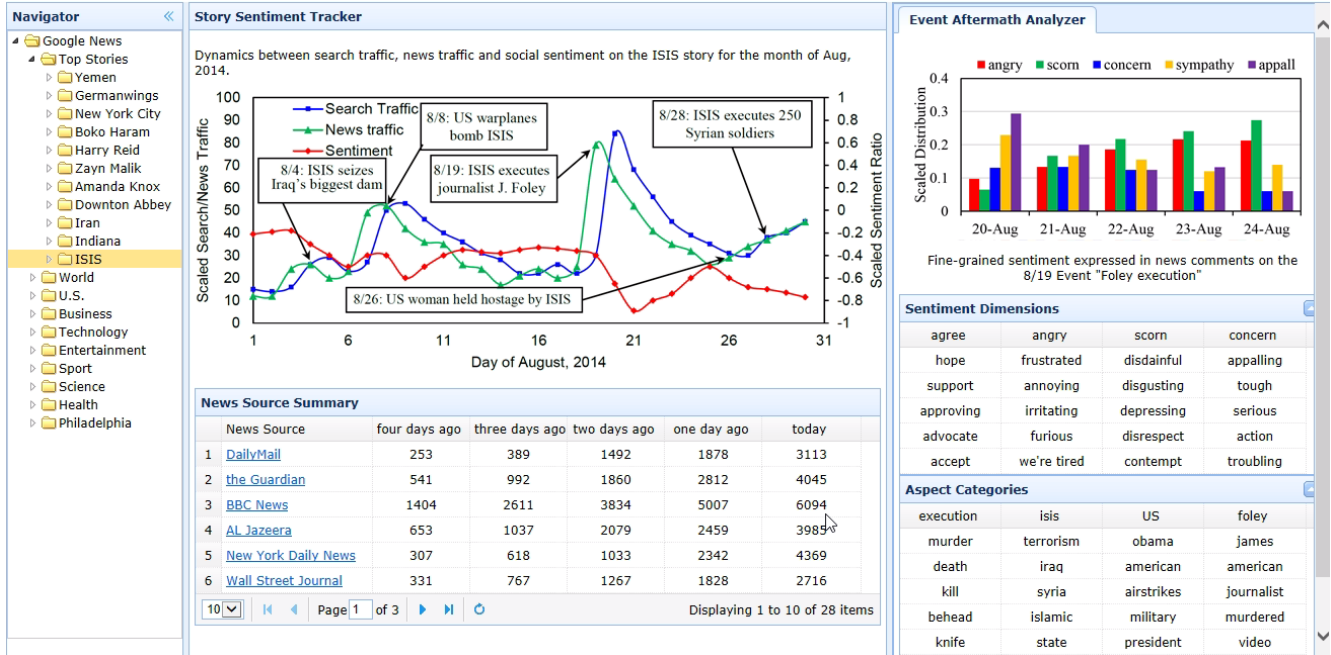 Navigator
Google News
Top Stories
Yemen
Germanwings
New York City
Boko Haram
Harry Reid
Zayn Malik
Amanda Knox
Downton Abbey
Iran
Indiana
ISIS
World
U.S.
Business
Technology
Entertainment
Sport
Science
Health
Philadelphia
Story Sentiment Tracker
Dynamics between search traffic, news traffic and social sentiment on the ISIS story for the month of Aug,
2014.
Scaled Search/News Traffic
100
90
80
70
60
50
40
30
20
10
0
Search Traffic
News traffic
Sentiment
8/4: ISIS seizes
Iraq's biggest dam
8/8: US warplanes
bomb ISIS
8/19: ISIS executes
journalist J. Foley
8/28: ISIS executes 250
Syrian soldiers
8/26: US woman held hostage by ISIS
1
0.8
0.6
0.4
0.2
0
-0.2
-0.4
-0.6
-0.8
-1
Scaled Sentiment Ratio
1 6 11 16 21 26 31
Day of August, 2014
News Source Summary
News Source four days ago three days ago two days ago one day ago today
1 DailyMail 253 389 1492 1878 3113
2 the Guardian 541 992 1860 2812 4045
3 BBC News 1404 2611 3834 5007 6094
4 AL Jazeera 653 1037 2079 2459 3985
5 New York Daily News 307 618 1033 2342 4369
6 Wall Street Journal 331 767 1267 1828 2716
10 Page 1 of 3 Displaying 1 to 10 of 28 items
Event Aftermath Analyzer
angry scorn concern sympathy appall
Scaled Distribution
0.4
0.3
0.2
0.1
0
20-Aug 21-Aug 22-Aug 23-Aug 24-Aug
Fine-grained sentiment expressed in news comments on the
8/19 Event "Foley execution"
Sentiment Dimensions
agree angry scorn concern
hope frustrated disdainful appalling
support annoying disgusting tough
approving irritating depressing serious
advocate furious disrespect action
accept we're tired contempt troubling
Aspect Categories
execution isis US foley
murder terrorism obama james
death iraq american american
kill syria airstrikes journalist
behead islamic military murdered
knife state president video